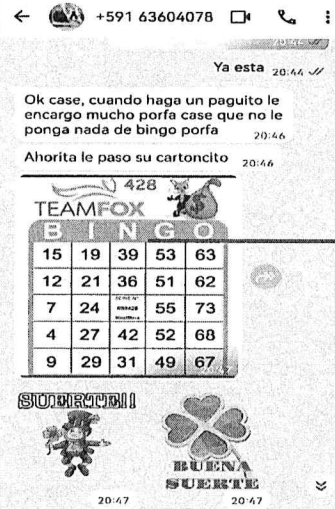 +591 63604078
Ya esta 20:44
Ok case, cuando haga un paguito le
encargo mucho porfa case que no le
ponga nada de bingo porfa
20:46
Ahorita le paso su cartoncito 20:46
428
TEAMFOX
B I N G O
15 19 39 53 63
12 21 36 51 62
7 24 55 73
4 27 42 52 68
9 29 31 49 67
SUERTE!!
BUENA
SUERTE
20:47 20:47